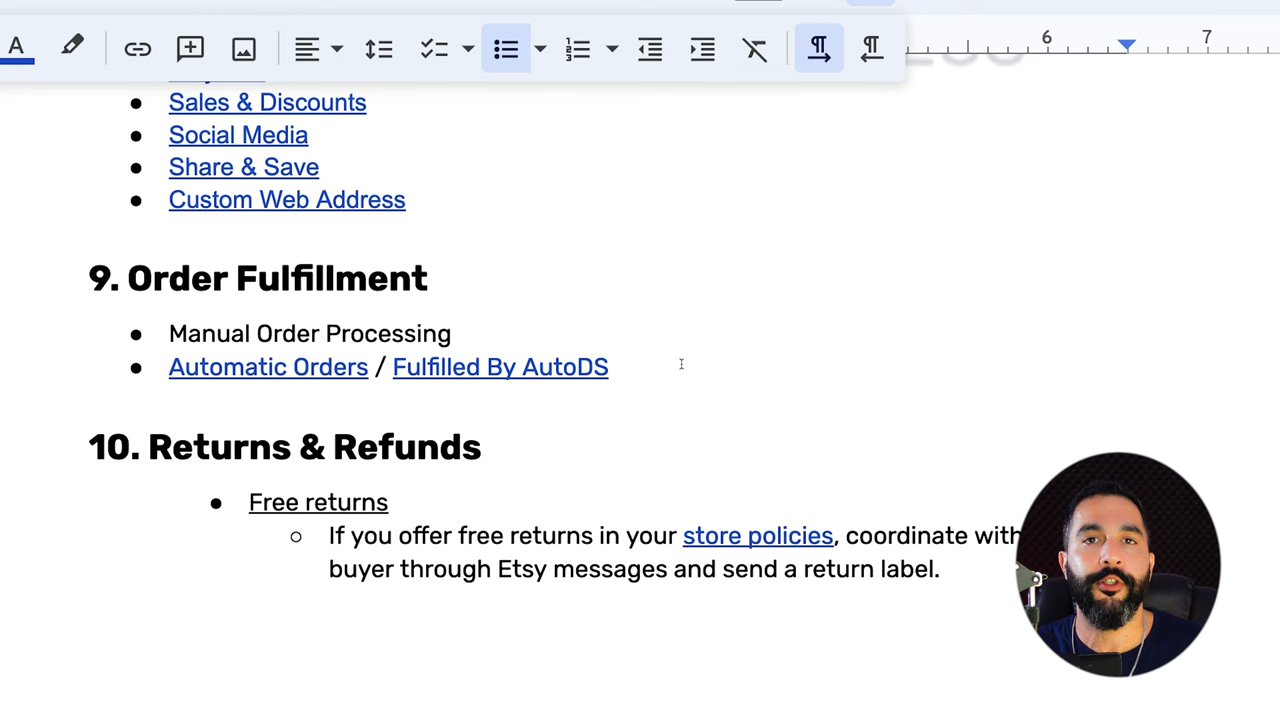 A
6
7
Sales & Discounts
Social Media
Share & Save
Custom Web Address
9. Order Fulfillment
Manual Order Processing
Automatic Orders / Fulfilled By AutoDS
10. Returns & Refunds
Free returns
If you offer free returns in your store policies, coordinate with
buyer through Etsy messages and send a return label.